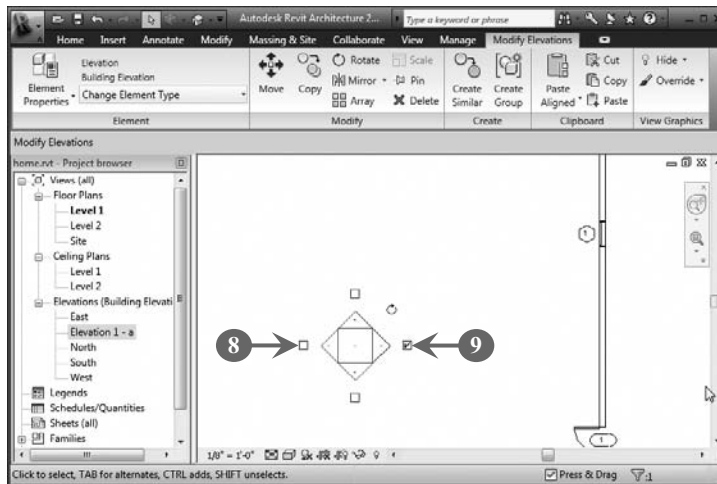 Autodesk Revit Architecture 2... Type a keyword or phrase
Home Insert Annotate Modify Massing & Site Collaborate View Manage Modify Elevations
Element Properties
Elevation
Building Elevation
Change Element Type
Move
Copy
Rotate
Mirror
Array
Scale
Pin
Delete
Create Similar
Create Group
Paste Aligned
Cut
Copy
Paste
Hide
Override
Element Modify Create Clipboard View Graphics
Modify Elevations
home.rvt - Project browser
Views (all)
Floor Plans
Level 1
Level 2
Site
Ceiling Plans
Level 1
Level 2
Elevations (Building Elevati
East
Elevation 1 - a
North
South
West
Legends
Schedules/Quantities
Sheets (all)
Families
1
8
9
1
1/8" = 1'-0"
Click to select, TAB for alternates, CTRL adds, SHIFT unselects.
Press & Drag
:1